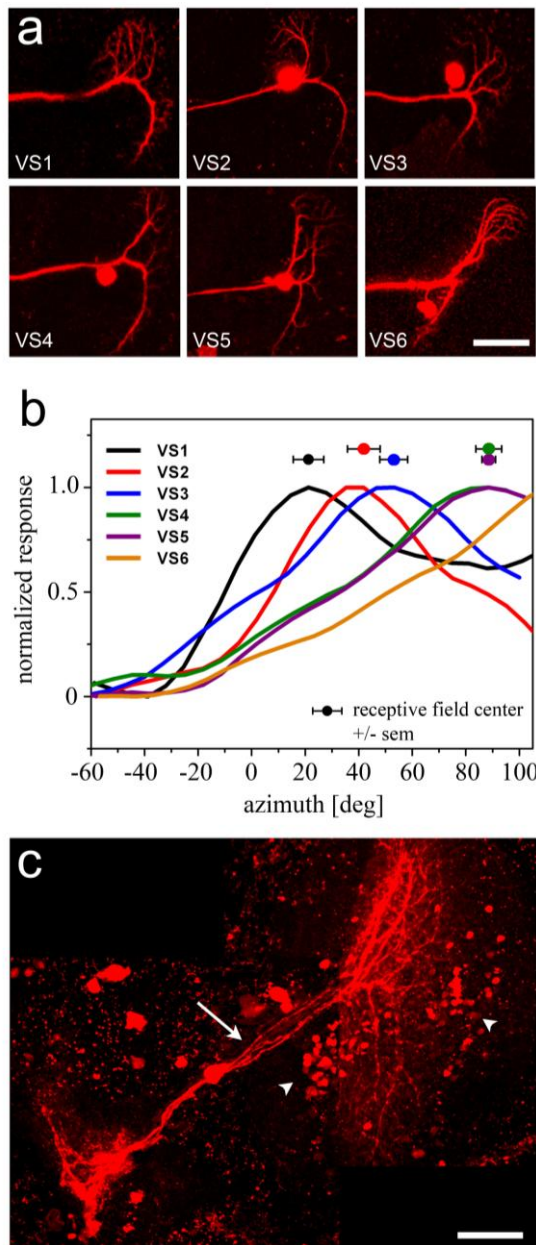 a
VS1
VS2
VS3
VS4
VS5
VS6
b
normalized response
1.0
0.5
0
VS1
VS2
VS3
VS4
VS5
VS6
receptive field center
+/- sem
-60 -40 -20 0 20 40 60 80 100
azimuth [deg]
c